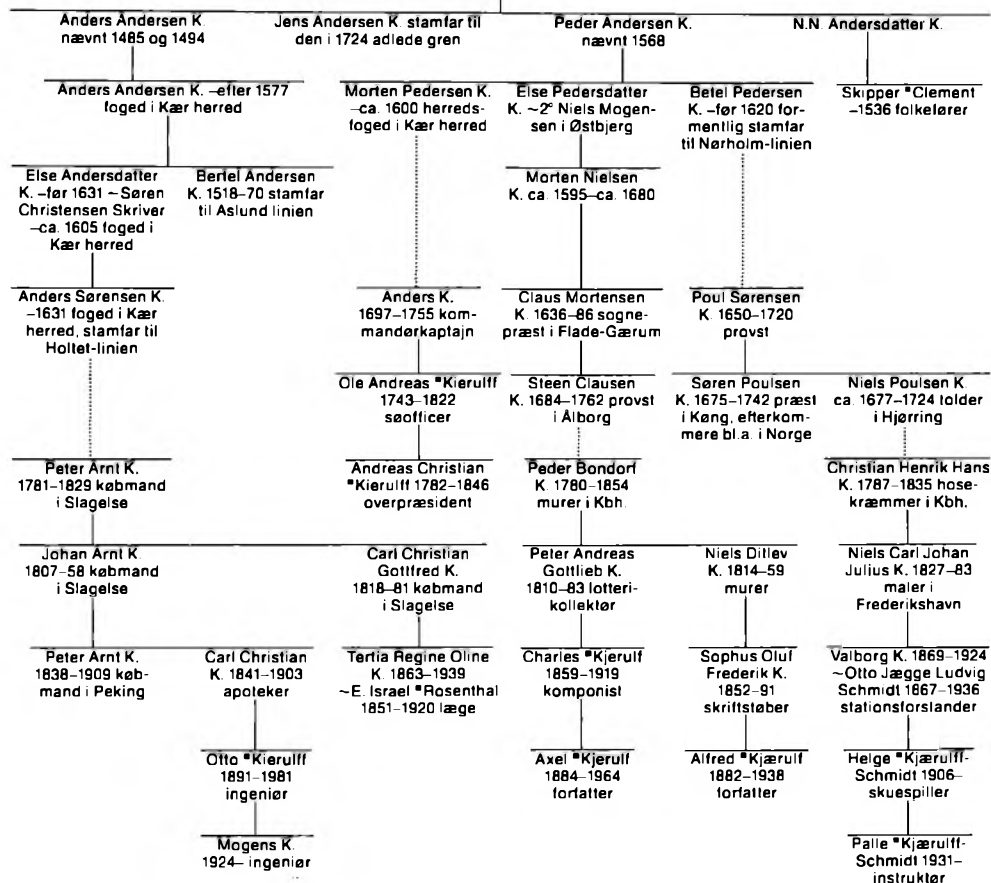 Anders Andersen K.
nævnt 1485 og 1494
Jens Andersen K. stamfar til
den i 1724 adlede gren
Peder Andersen K.
nævnt 1568
N.N. Andersdatter K.
Anders Andersen K. –efter 1577
foged i Kær herred
Morten Pedersen K.
–ca. 1600 herreds-
foged i Kær herred
Else Pedersdatter
K. ~2° Niels Mogen-
sen i Østbjerg
Betel Pedersen
K. –før 1620 for-
mentlig stamfar
til Nørholm-linien
Skipper *Clement
–1536 folkefører
Else Andersdatter
K. –før 1631 ~Søren
Christensen Skriver
–ca. 1605 foged i
Kær herred
Bertel Andersen
K. 1518–70 stamfar
til Aslund linien
Morten Nielsen
K. ca. 1595–ca. 1680
Anders Sørensen K.
–1631 foged i Kær
herred, stamfar til
Holtet-linien
Anders K.
1697–1755 kom-
mandørkaptajn
Claus Mortensen
K. 1636–86 sogne-
præst i Flade-Gærum
Poul Sørensen
K. 1650–1720
provst
Ole Andreas *Kierulff
1743–1822
søofficer
Steen Clausen
K. 1684–1762 provst
i Ålborg
Søren Poulsen
K. 1675–1742 præst
i Køng, efterkom-
mere bl.a. i Norge
Niels Poulsen K.
ca. 1677–1724 tolder
i Hjørring
Peter Arnt K.
1781–1829 købmand
i Slagelse
Andreas Christian
*Kierulff 1782–1846
overpræsident
Peder Bondorf
K. 1780–1854
murer i Kbh.
Christian Henrik Hans
K. 1787–1835 hose-
kræmmer i Kbh.
Johan Arnt K.
1807–58 købmand
i Slagelse
Carl Christian
Gottfred K.
1818–81 købmand
i Slagelse
Peter Andreas
Gottlieb K.
1810–83 lotteri-
kollektør
Niels Ditlev
K. 1814–59
murer
Niels Carl Johan
Julius K. 1827–83
maler i
Frederikshavn
Peter Arnt K.
1838–1909 køb-
mand i Peking
Carl Christian
K. 1841–1903
apoteker
Tertia Regine Oline
K. 1863–1939
~E. Israel *Rosenthal
1851–1920 læge
Charles *Kjerulf
1859–1919
komponist
Sophus Oluf
Frederik K.
1852–91
skriftstøber
Valborg K. 1869–1924
~Otto Jægge Ludvig
Schmidt 1867–1936
stationsforstander
Otto *Kierulff
1891–1981
ingeniør
Axel *Kjerulf
1884–1964
forfatter
Alfred *Kjærulf
1882–1938
forfatter
Helge *Kjærulff-
Schmidt 1906–
skuespiller
Mogens K.
1924– ingeniør
Palle *Kjærulff-
Schmidt 1931–
instruktør